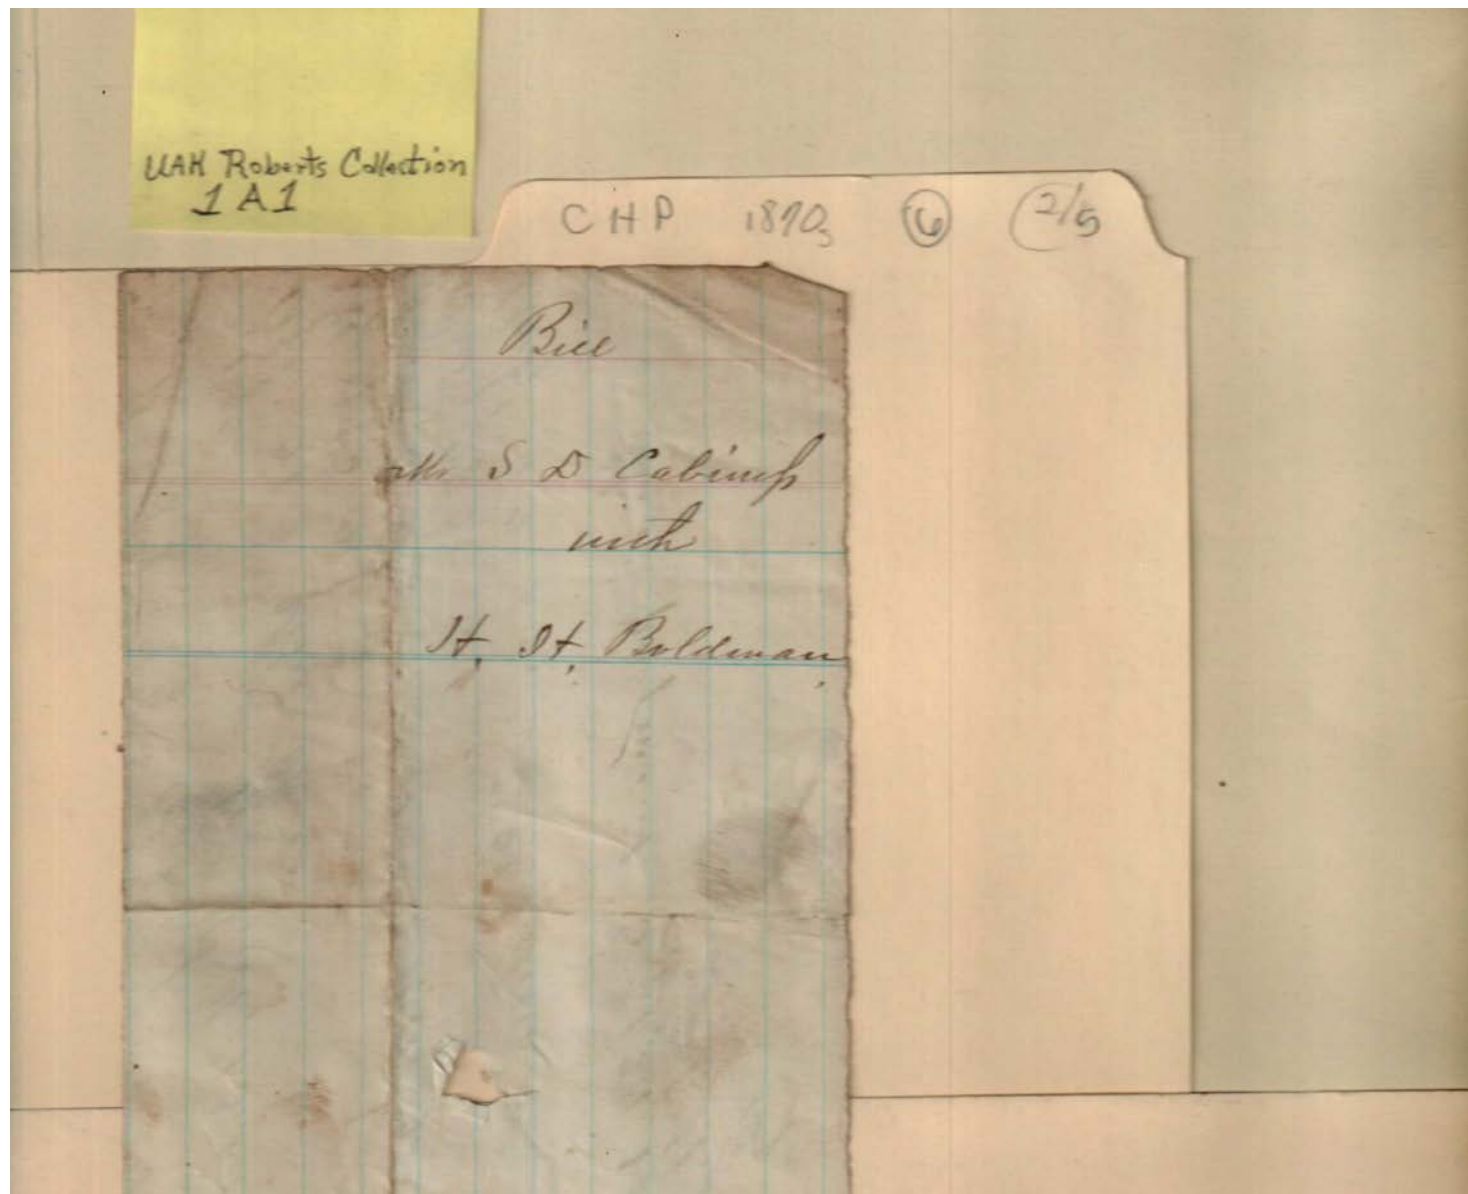 UAH Roberts Collection
1A1
CHP 1870s 6 2/5
Bill
Mr S D Cabiness
with
H. H. Boldman